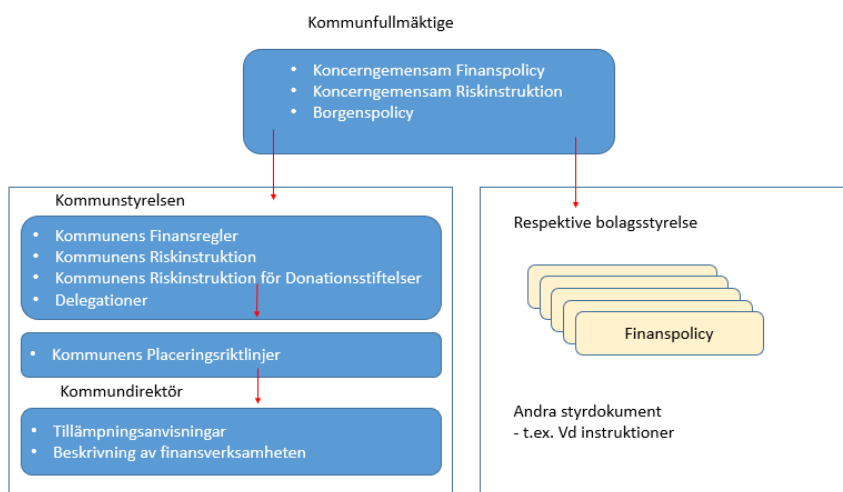 Kommunfullmäktige
• Koncerngemensam Finanspolicy
• Koncerngemensam Riskinstruktion
• Borgenspolicy
Kommunstyrelsen
• Kommunens Finansregler
• Kommunens Riskinstruktion
• Kommunens Riskinstruktion för Donationsstiftelser
• Delegationer
• Kommunens Placeringsriktlinjer
Kommundirektör
• Tillämpningsanvisningar
• Beskrivning av finansverksamheten
Respektive bolagsstyrelse
Finanspolicy
Andra styrdokument
- t.ex. Vd instruktioner